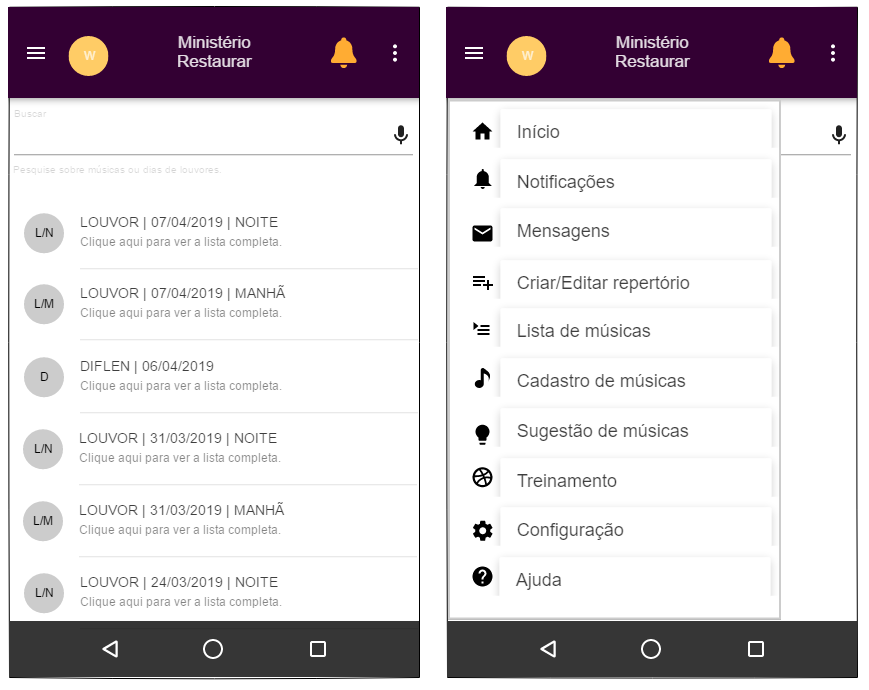 W
Ministério
Restaurar
Buscar
Pesquise sobre músicas ou dias de louvores.
L/N
LOUVOR | 07/04/2019 | NOITE
Clique aqui para ver a lista completa.
L/M
LOUVOR | 07/04/2019 | MANHÃ
Clique aqui para ver a lista completa.
D
DIFLEN | 06/04/2019
Clique aqui para ver a lista completa.
L/N
LOUVOR | 31/03/2019 | NOITE
Clique aqui para ver a lista completa.
L/M
LOUVOR | 31/03/2019 | MANHÃ
Clique aqui para ver a lista completa.
L/N
LOUVOR | 24/03/2019 | NOITE
Clique aqui para ver a lista completa.
W
Ministério
Restaurar
Início
Notificações
Mensagens
Criar/Editar repertório
Lista de músicas
Cadastro de músicas
Sugestão de músicas
Treinamento
Configuração
Ajuda